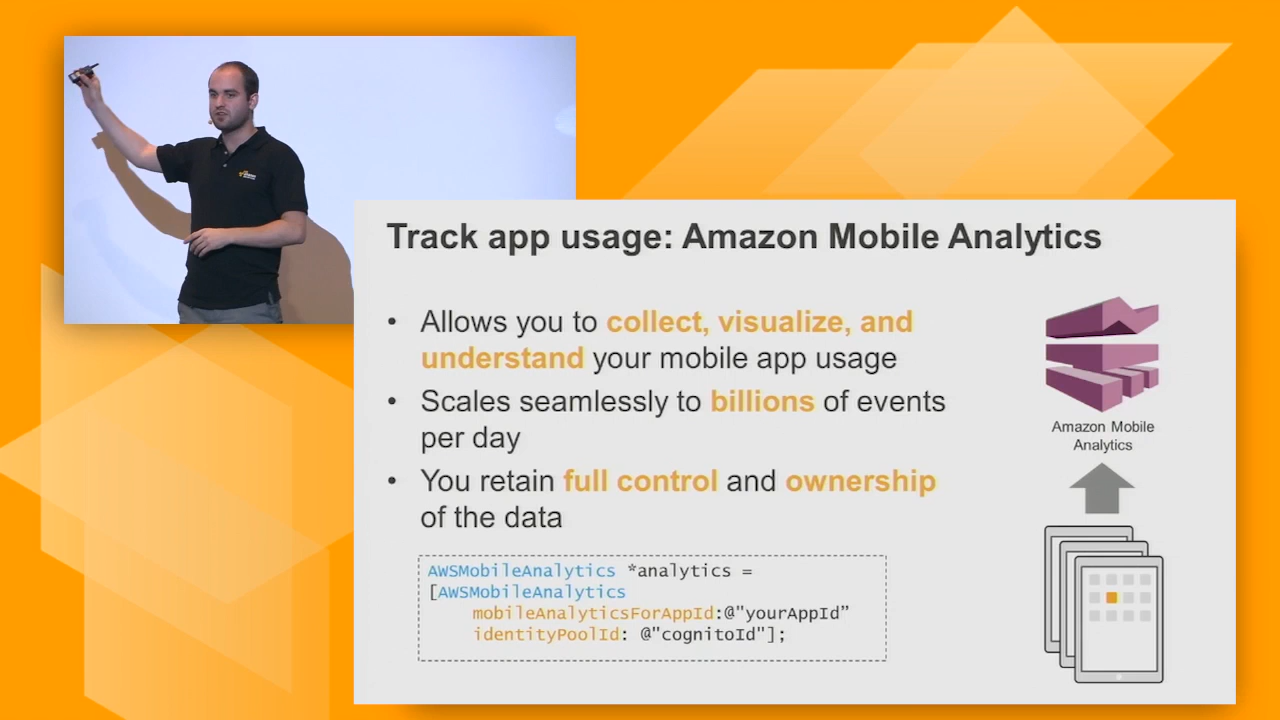 Track app usage: Amazon Mobile Analytics
• Allows you to collect, visualize, and
understand your mobile app usage
• Scales seamlessly to billions of events
per day
• You retain full control and ownership
of the data
AWSMobileAnalytics *analytics =
[AWSMobileAnalytics
mobileAnalyticsForAppId:@"yourAppId”
identityPoolId: @"cognitoId"];
Amazon Mobile
Analytics